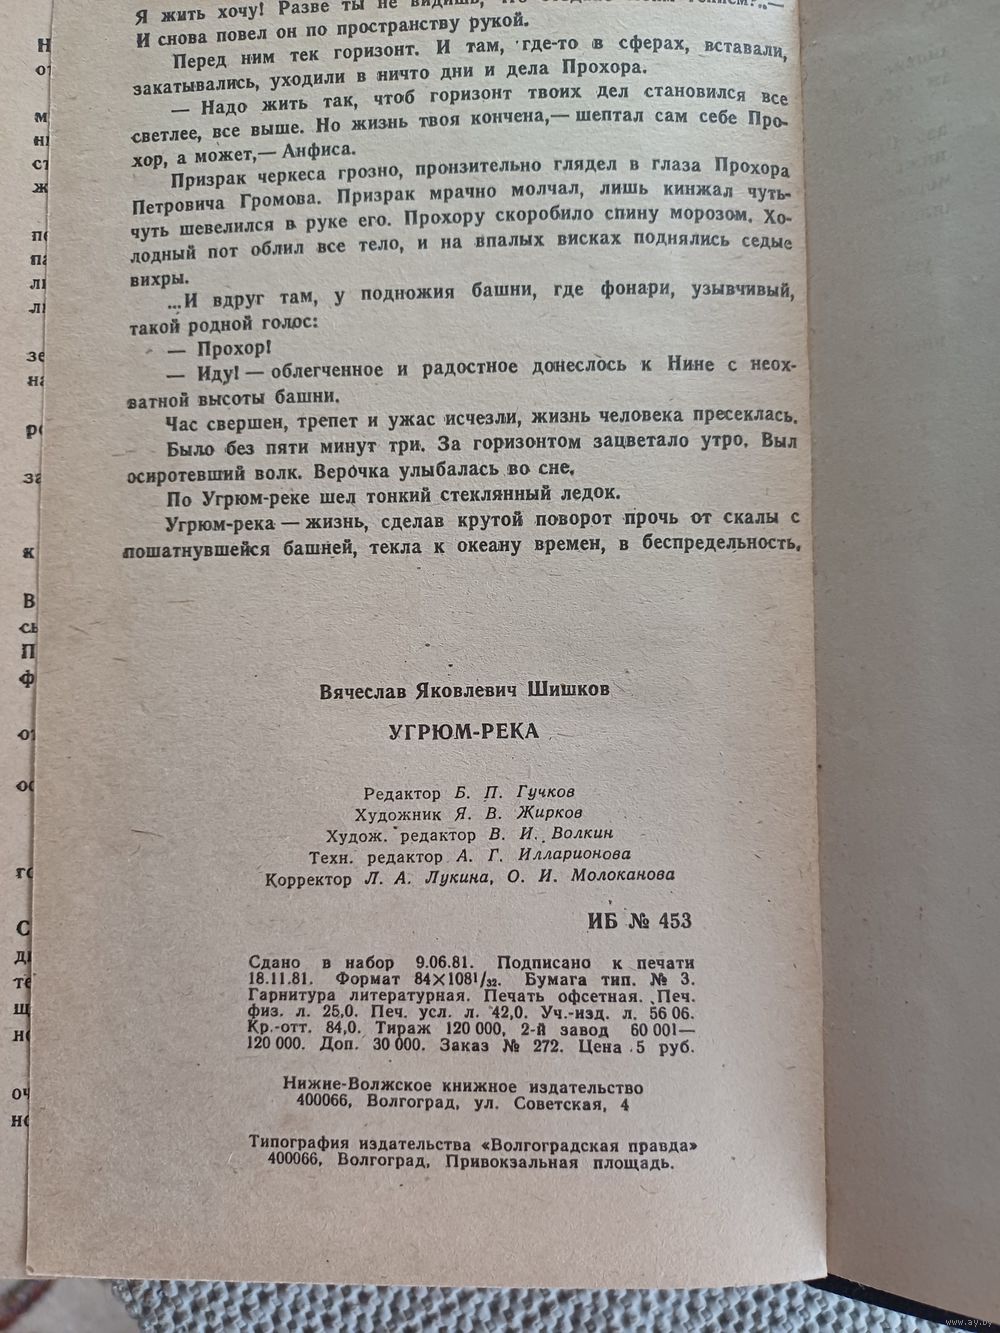 Я жить хочу! Разве ты не видишь, что
И снова повел он по пространству рукой.
Перед ним тек горизонт. И там, где-то в сферах, вставали,
закатывались, уходили в ничто дни и дела Прохора.
— Надо жить так, чтоб горизонт твоих дел становился все
светлее, все выше. Но жизнь твоя кончена,— шептал сам себе Про-
хор, а может,— Анфиса.
Призрак черкеса грозно, пронзительно глядел в глаза Прохора
Петровича Громова. Призрак мрачно молчал, лишь кинжал чуть-
чуть шевелился в руке его. Прохору скоробило спину морозом. Хо-
лодный пот облил все тело, и на впалых висках поднялись седые
вихры.
...И вдруг там, у подножия башни, где фонари, узывчивый,
такой родной голос:
— Прохор!
— Иду! — облегченное и радостное донеслось к Нине с неох-
ватной высоты башни.
Час свершен, трепет и ужас исчезли, жизнь человека пресеклась.
Было без пяти минут три. За горизонтом зацветало утро. Выл
осиротевший волк. Верочка улыбалась во сне.
По Угрюм-реке шел тонкий стеклянный ледок.
Угрюм-река — жизнь, сделав крутой поворот прочь от скалы с
пошатнувшейся башней, текла к океану времен, в беспредельность.
Вячеслав Яковлевич Шишков
УГРЮМ-РЕКА
Редактор Б. П. Гучков
Художник Я. В. Жирков
Худож. редактор В. И. Волкин
Техн. редактор А. Г. Илларионова
Корректор Л. А. Лукина, О. И. Молоканова
ИБ № 453
Сдано в набор 9.06.81. Подписано к печати
18.11.81. Формат 84×108¹/₃₂. Бумага тип. № 3.
Гарнитура литературная. Печать офсетная. Печ.
физ. л. 25,0. Печ. усл. л. 42,0. Уч.-изд. л. 56 06.
Кр.-отт. 84,0. Тираж 120 000, 2-й завод 60 001—
120 000. Доп. 30 000. Заказ № 272. Цена 5 руб.
Нижне-Волжское книжное издательство
400066, Волгоград, ул. Советская, 4
Типография издательства «Волгоградская правда»
400066, Волгоград, Привокзальная площадь.
www.ay.by